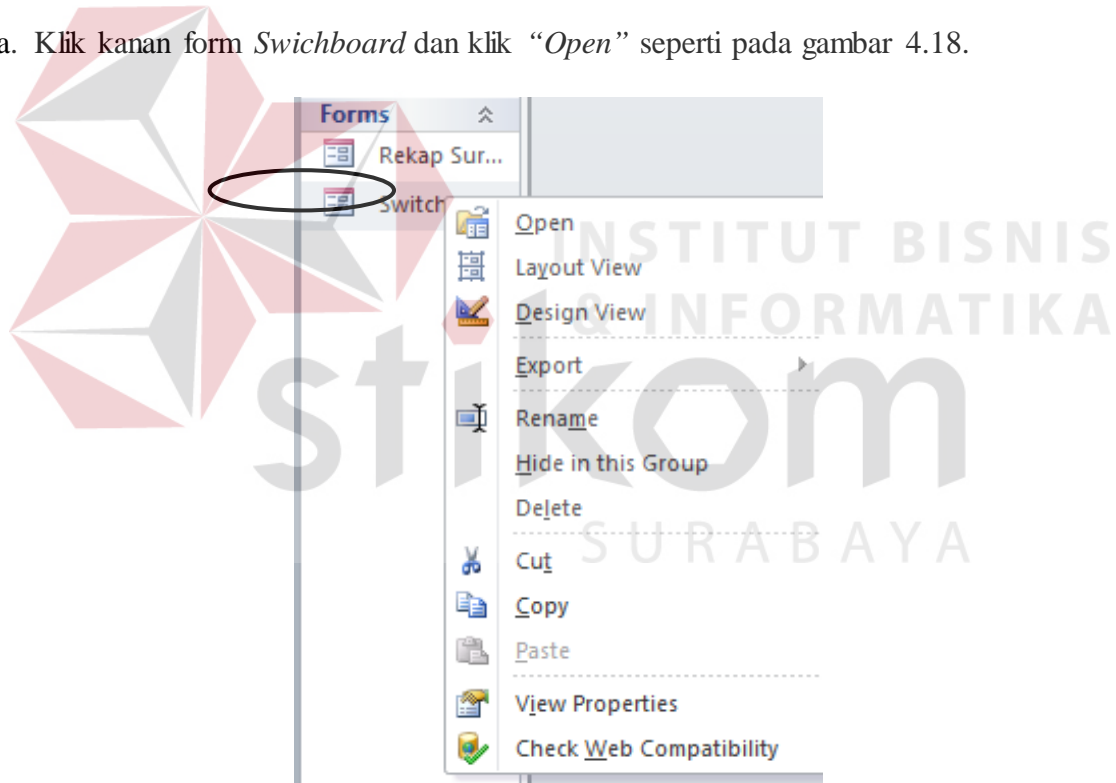 a. Klik kanan form Swichboard dan klik “Open” seperti pada gambar 4.18.
Forms
Rekap Sur...
Switch
Open
Layout View
Design View
Export
Rename
Hide in this Group
Delete
Cut
Copy
Paste
View Properties
Check Web Compatibility
INSTITUT BISNIS
& INFORMATIKA
stikom
SURABAYA